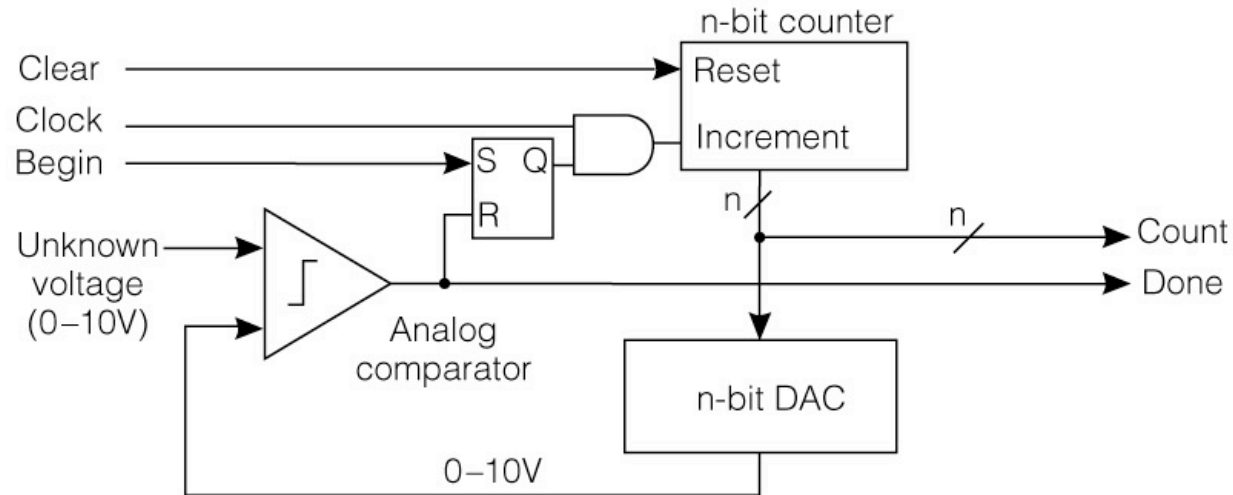 n-bit counter
Clear
Reset
Clock
Increment
Begin
S Q
R
n
n
Count
Unknown
voltage
(0–10V)
Done
Analog
comparator
n-bit DAC
0–10V